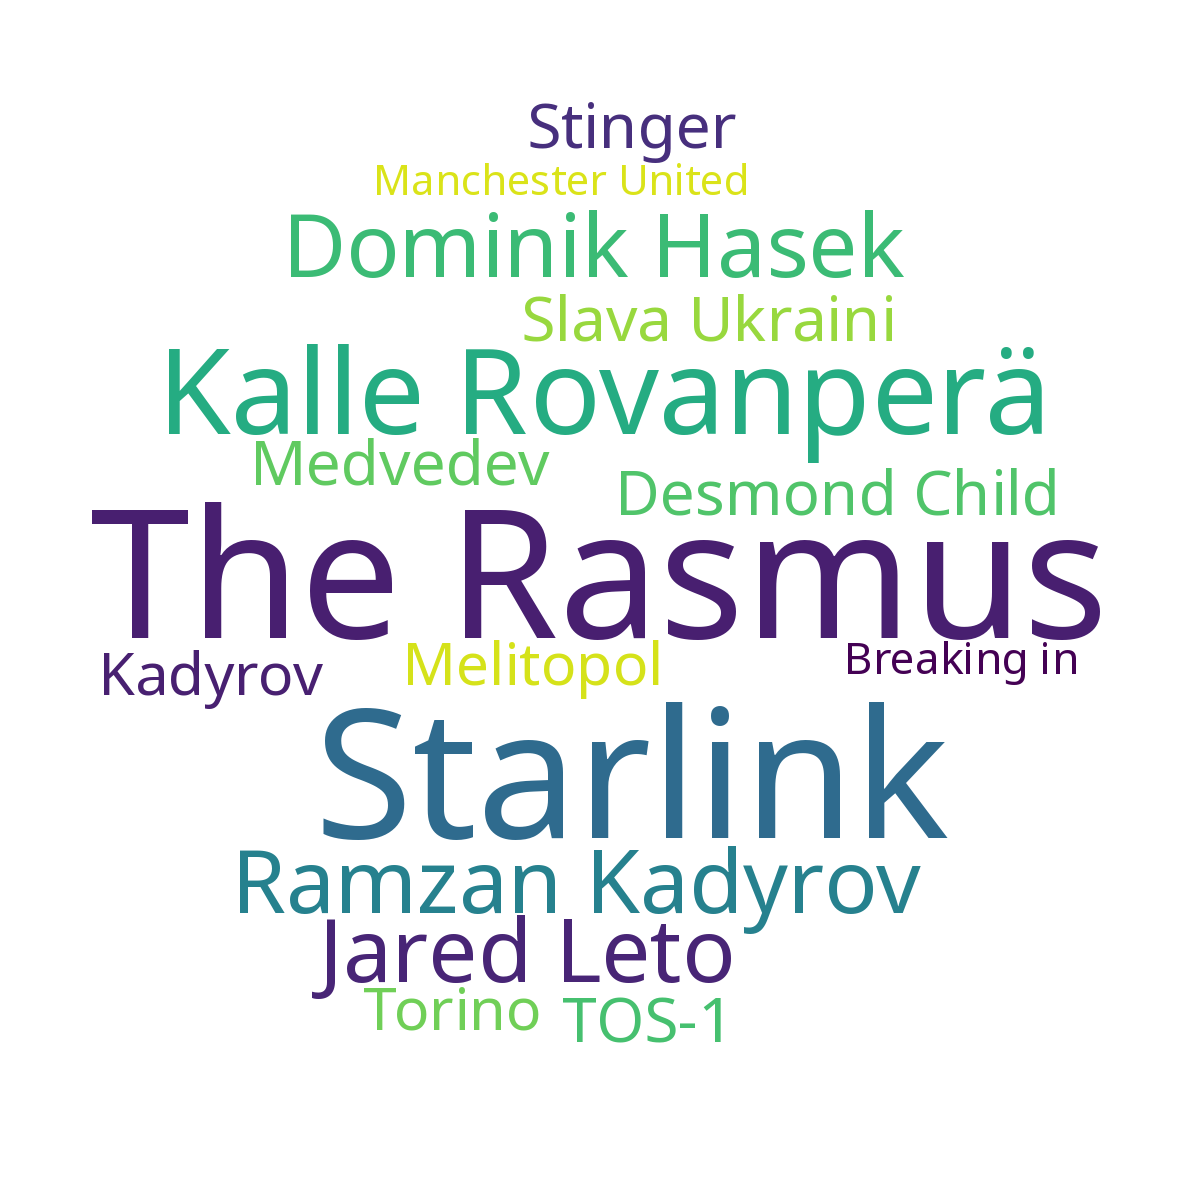 Stinger
Manchester United
Dominik Hasek
Slava Ukraini
Kalle Rovanperä
Medvedev
Desmond Child
The Rasmus
Kadyrov
Melitopol
Breaking in
Starlink
Ramzan Kadyrov
Jared Leto
Torino
TOS-1